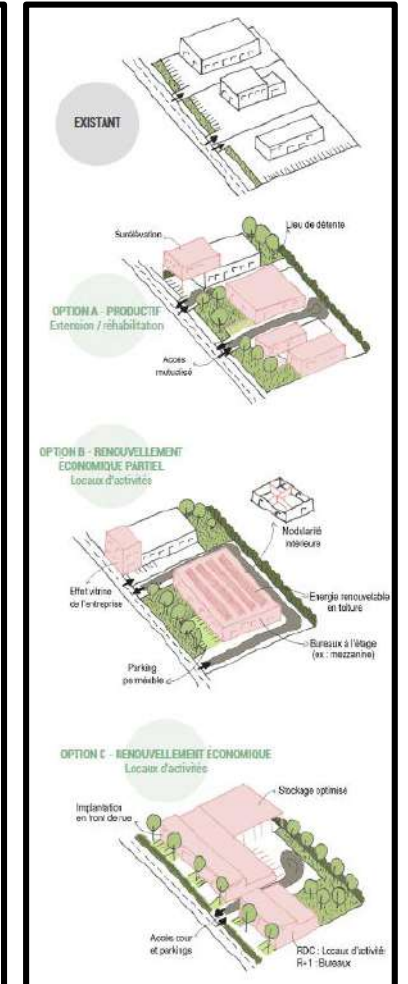 EXISTANT
Surélévation
Lieu de détente
OPTION A - PRODUCTIF
Extension / réhabilitation
Accès
mutualisé
OPTION B - RENOUVELLEMENT
ÉCONOMIQUE PARTIEL
Locaux d'activités
Modularité
intérieure
Effet vitrine
de l'entreprise
Energie renouvelable
en toiture
Bureaux à l'étage
(ex : mezzanine)
Parking
perméable
OPTION C - RENOUVELLEMENT ÉCONOMIQUE
Locaux d'activités
Stockage optimisé
Implantation
en front de rue
Accès cour
et parkings
RDC : Locaux d'activité
R+1 : Bureaux